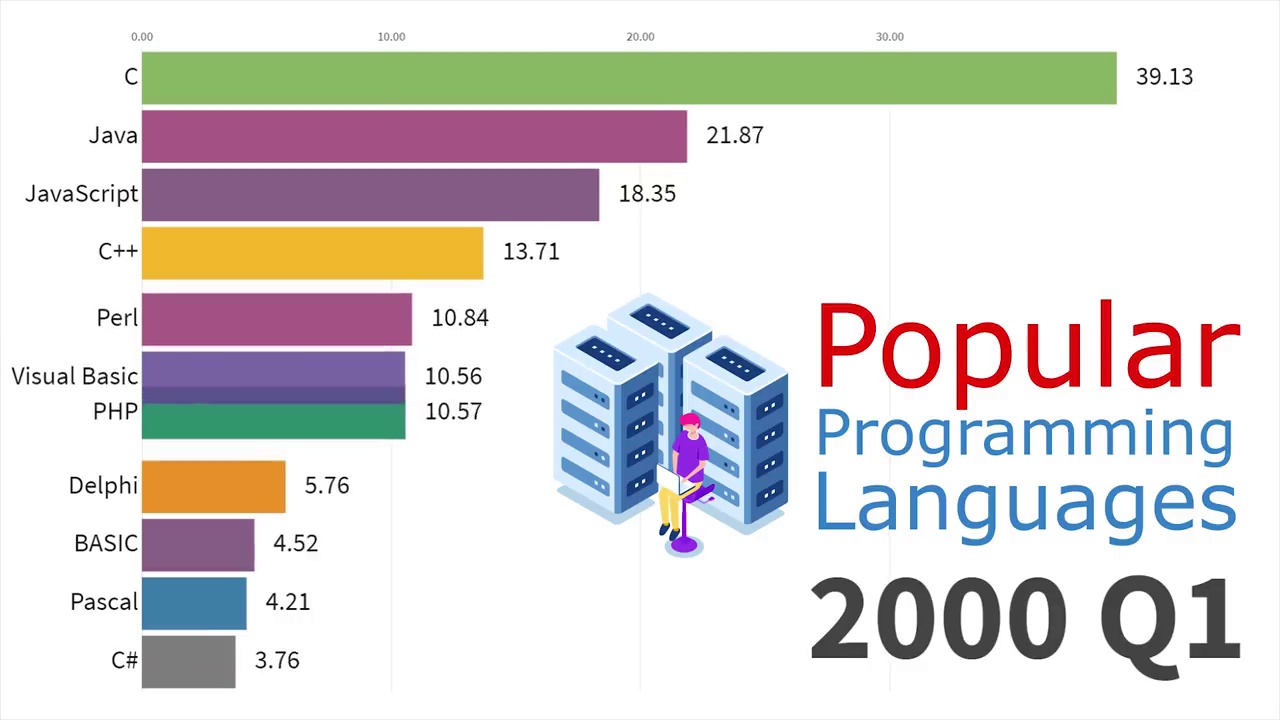 0.00 10.00 20.00 30.00
C 39.13
Java 21.87
JavaScript 18.35
C++ 13.71
Perl 10.84
Visual Basic 10.56
PHP 10.57
Delphi 5.76
BASIC 4.52
Pascal 4.21
C# 3.76
Popular
Programming
Languages
2000 Q1